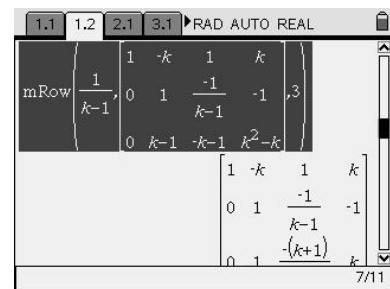 1.1 1.2 2.1 3.1 RAD AUTO REAL
mRow( 1/(k-1), [1 -k 1 k
0 1 -1/(k-1) -1
0 k-1 -k-1 k²-k] ,3)
[1 -k 1 k
0 1 -1/(k-1) -1
0 1 -(k+1) k]
7/11